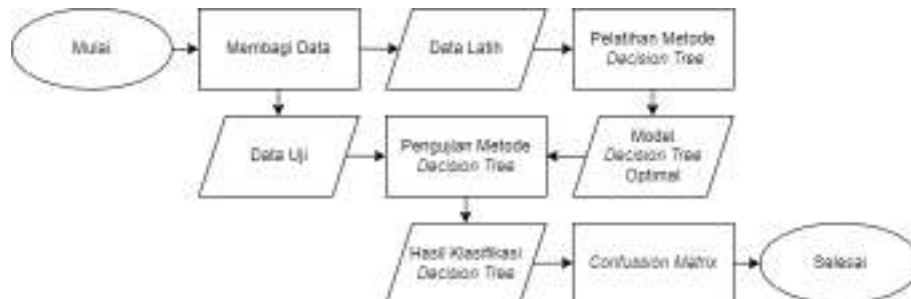 Mulai
Membagi Data
Data Latih
Pelatihan Metode
Decision Tree
Data Uji
Pengujian Metode
Decision Tree
Model
Decision Tree
Optimal
Hasil Klasifikasi
Decision Tree
Confussion Matrix
Selesai